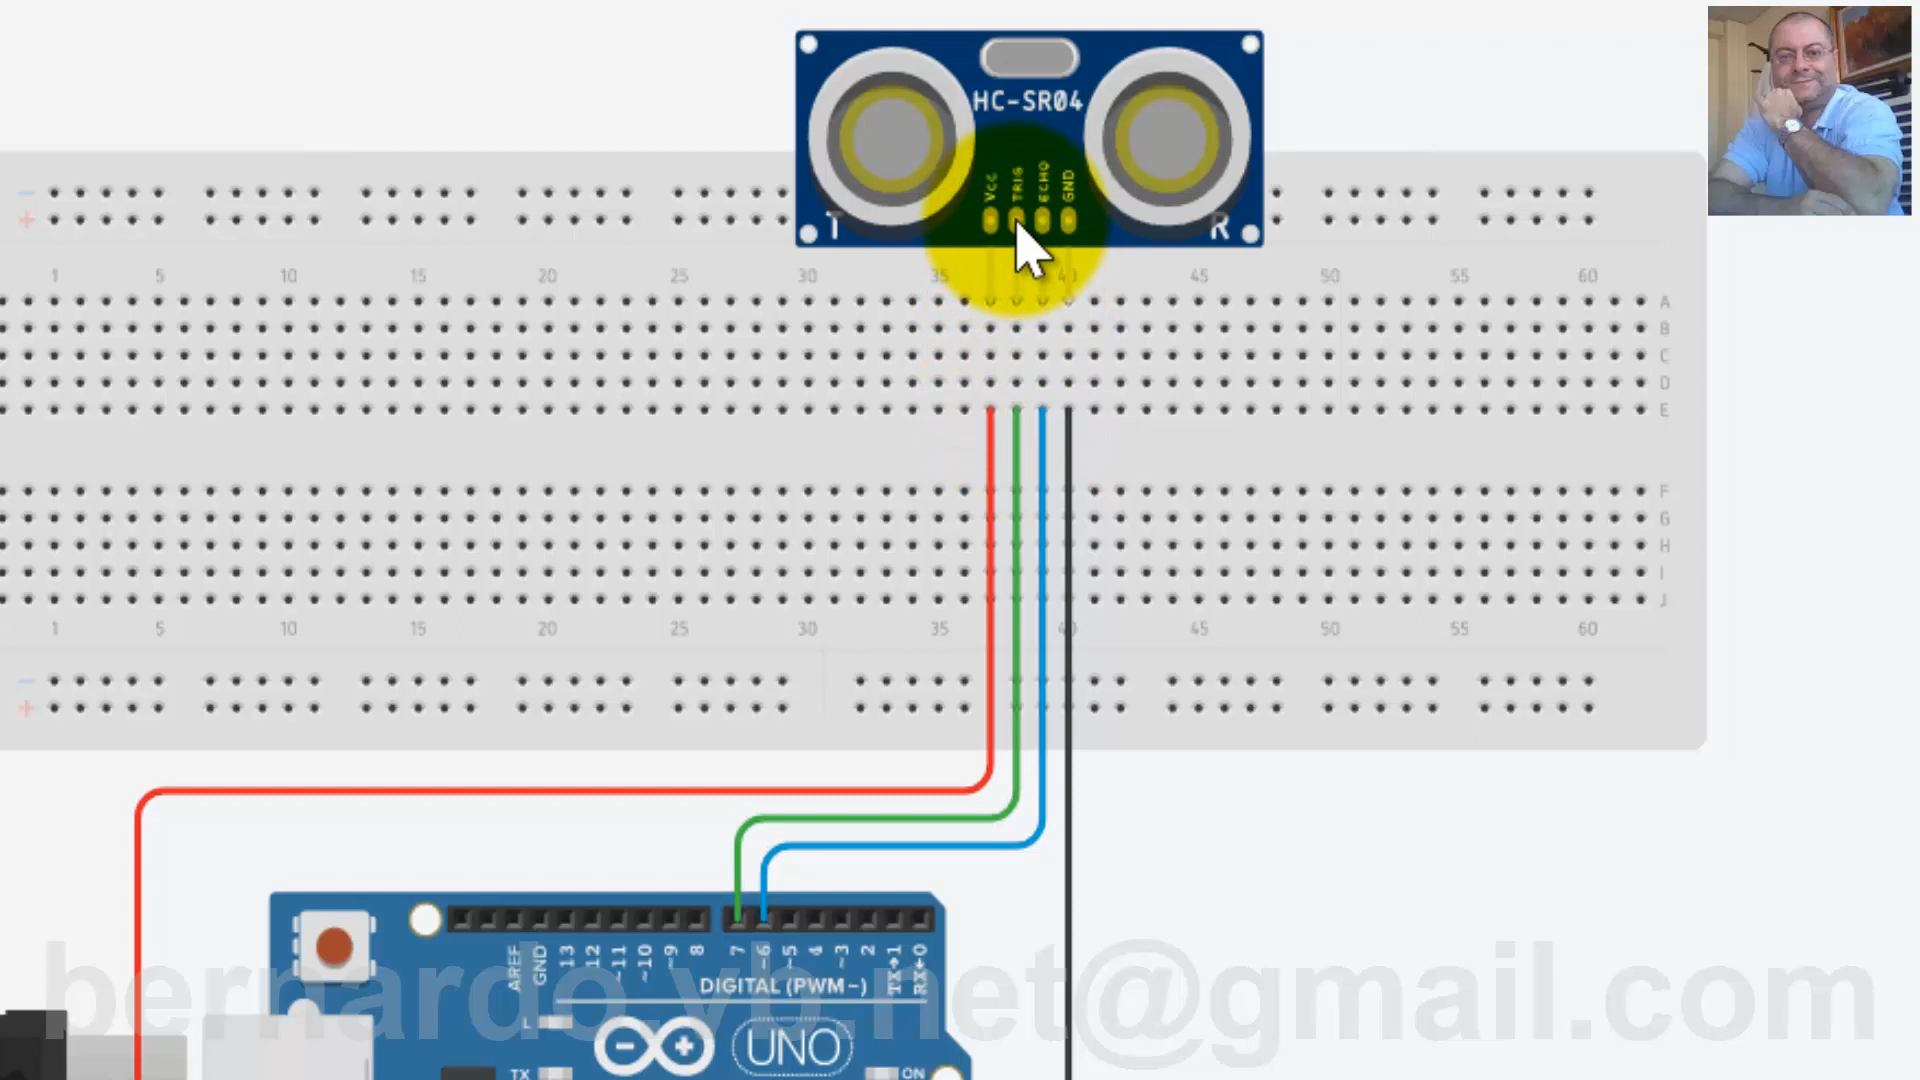 HC-SR04
Vcc TRIG ECHO GND
T R
1 5 10 15 20 25 30 35 40 45 50 55 60
A
B
C
D
E
F
G
H
I
J
1 5 10 15 20 25 30 35 40 45 50 55 60
AREF GND 13 12 ~11 ~10 ~9 8 7 ~6 ~5 4 ~3 2 TX→1 RX←0
DIGITAL (PWM~)
bernardo.yb.net@gmail.com
L
UNO
TX ON